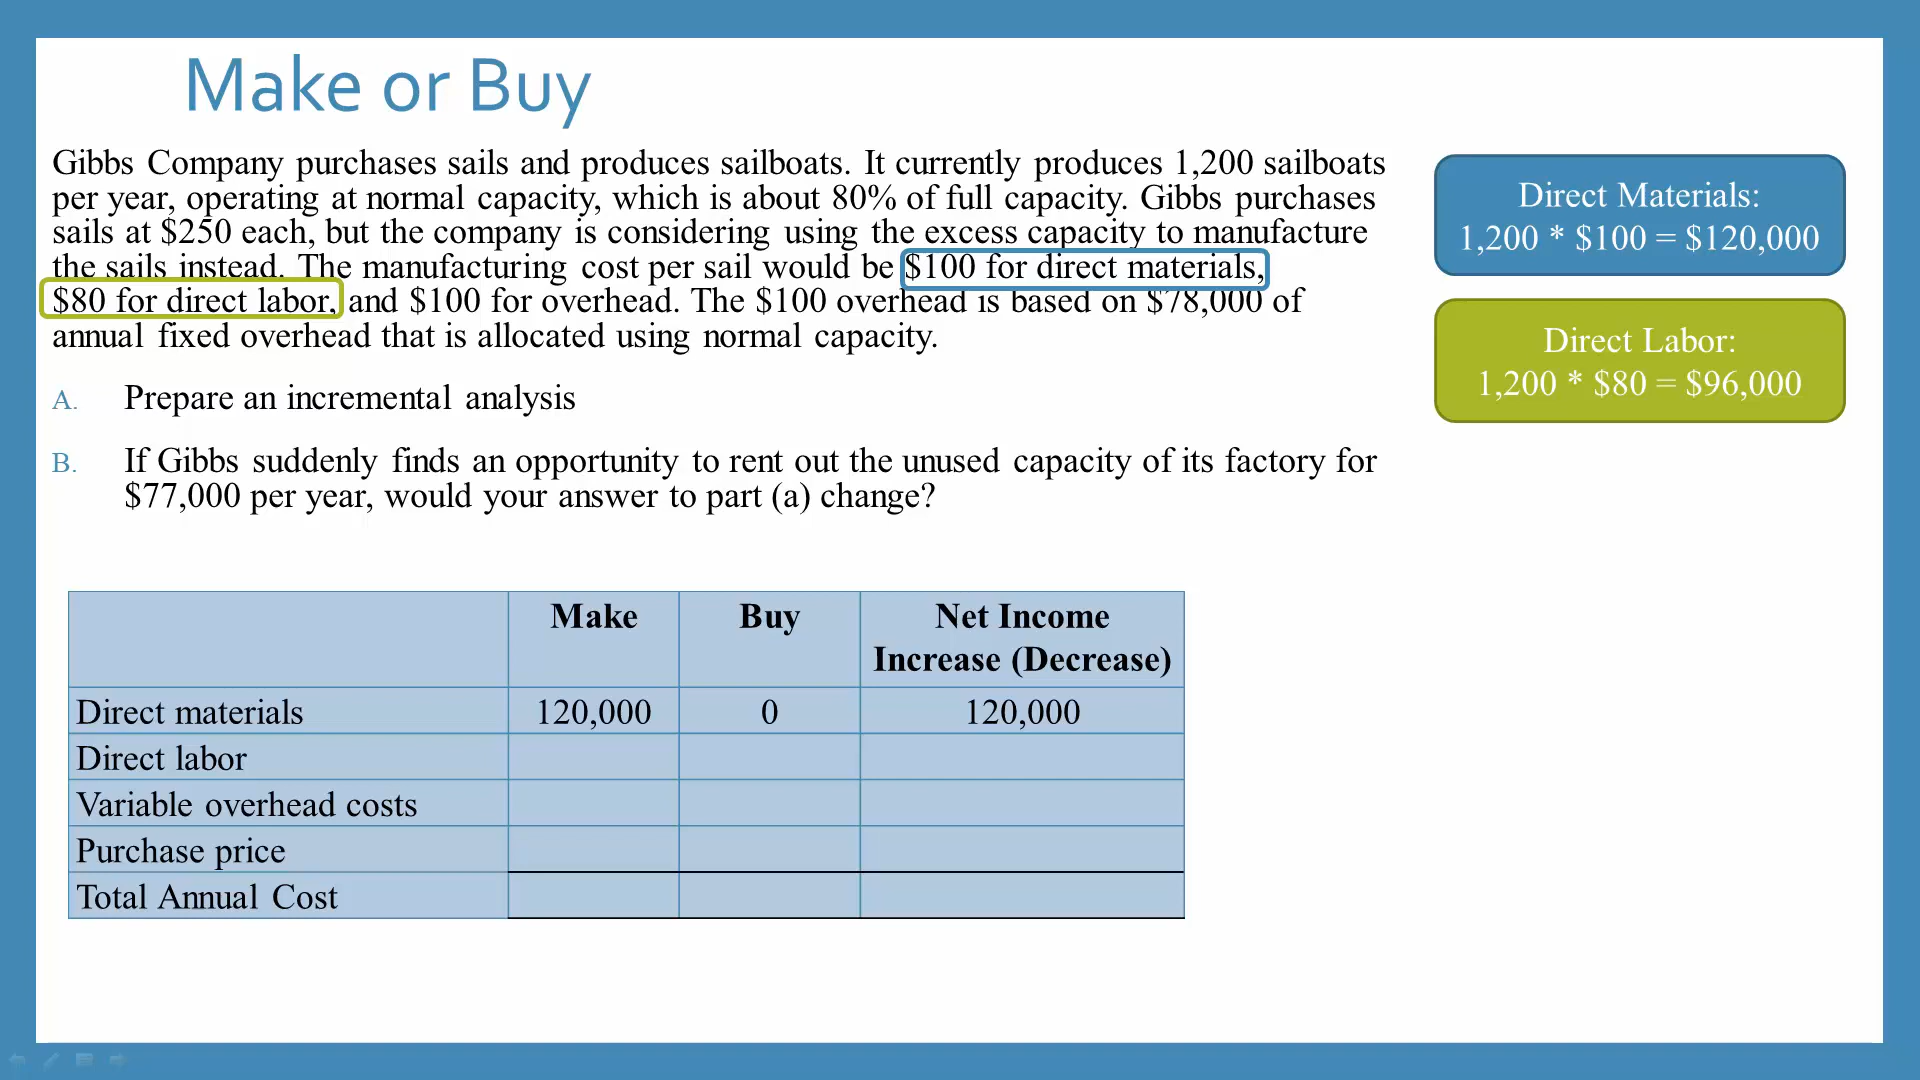 Make or Buy
Gibbs Company purchases sails and produces sailboats. It currently produces 1,200 sailboats
per year, operating at normal capacity, which is about 80% of full capacity. Gibbs purchases
sails at $250 each, but the company is considering using the excess capacity to manufacture
the sails instead. The manufacturing cost per sail would be $100 for direct materials,
$80 for direct labor, and $100 for overhead. The $100 overhead is based on $78,000 of
annual fixed overhead that is allocated using normal capacity.
A. Prepare an incremental analysis
B. If Gibbs suddenly finds an opportunity to rent out the unused capacity of its factory for
$77,000 per year, would your answer to part (a) change?
Direct Materials:
1,200 * $100 = $120,000
Direct Labor:
1,200 * $80 = $96,000
Make Buy Net Income
Increase (Decrease)
Direct materials 120,000 0 120,000
Direct labor
Variable overhead costs
Purchase price
Total Annual Cost